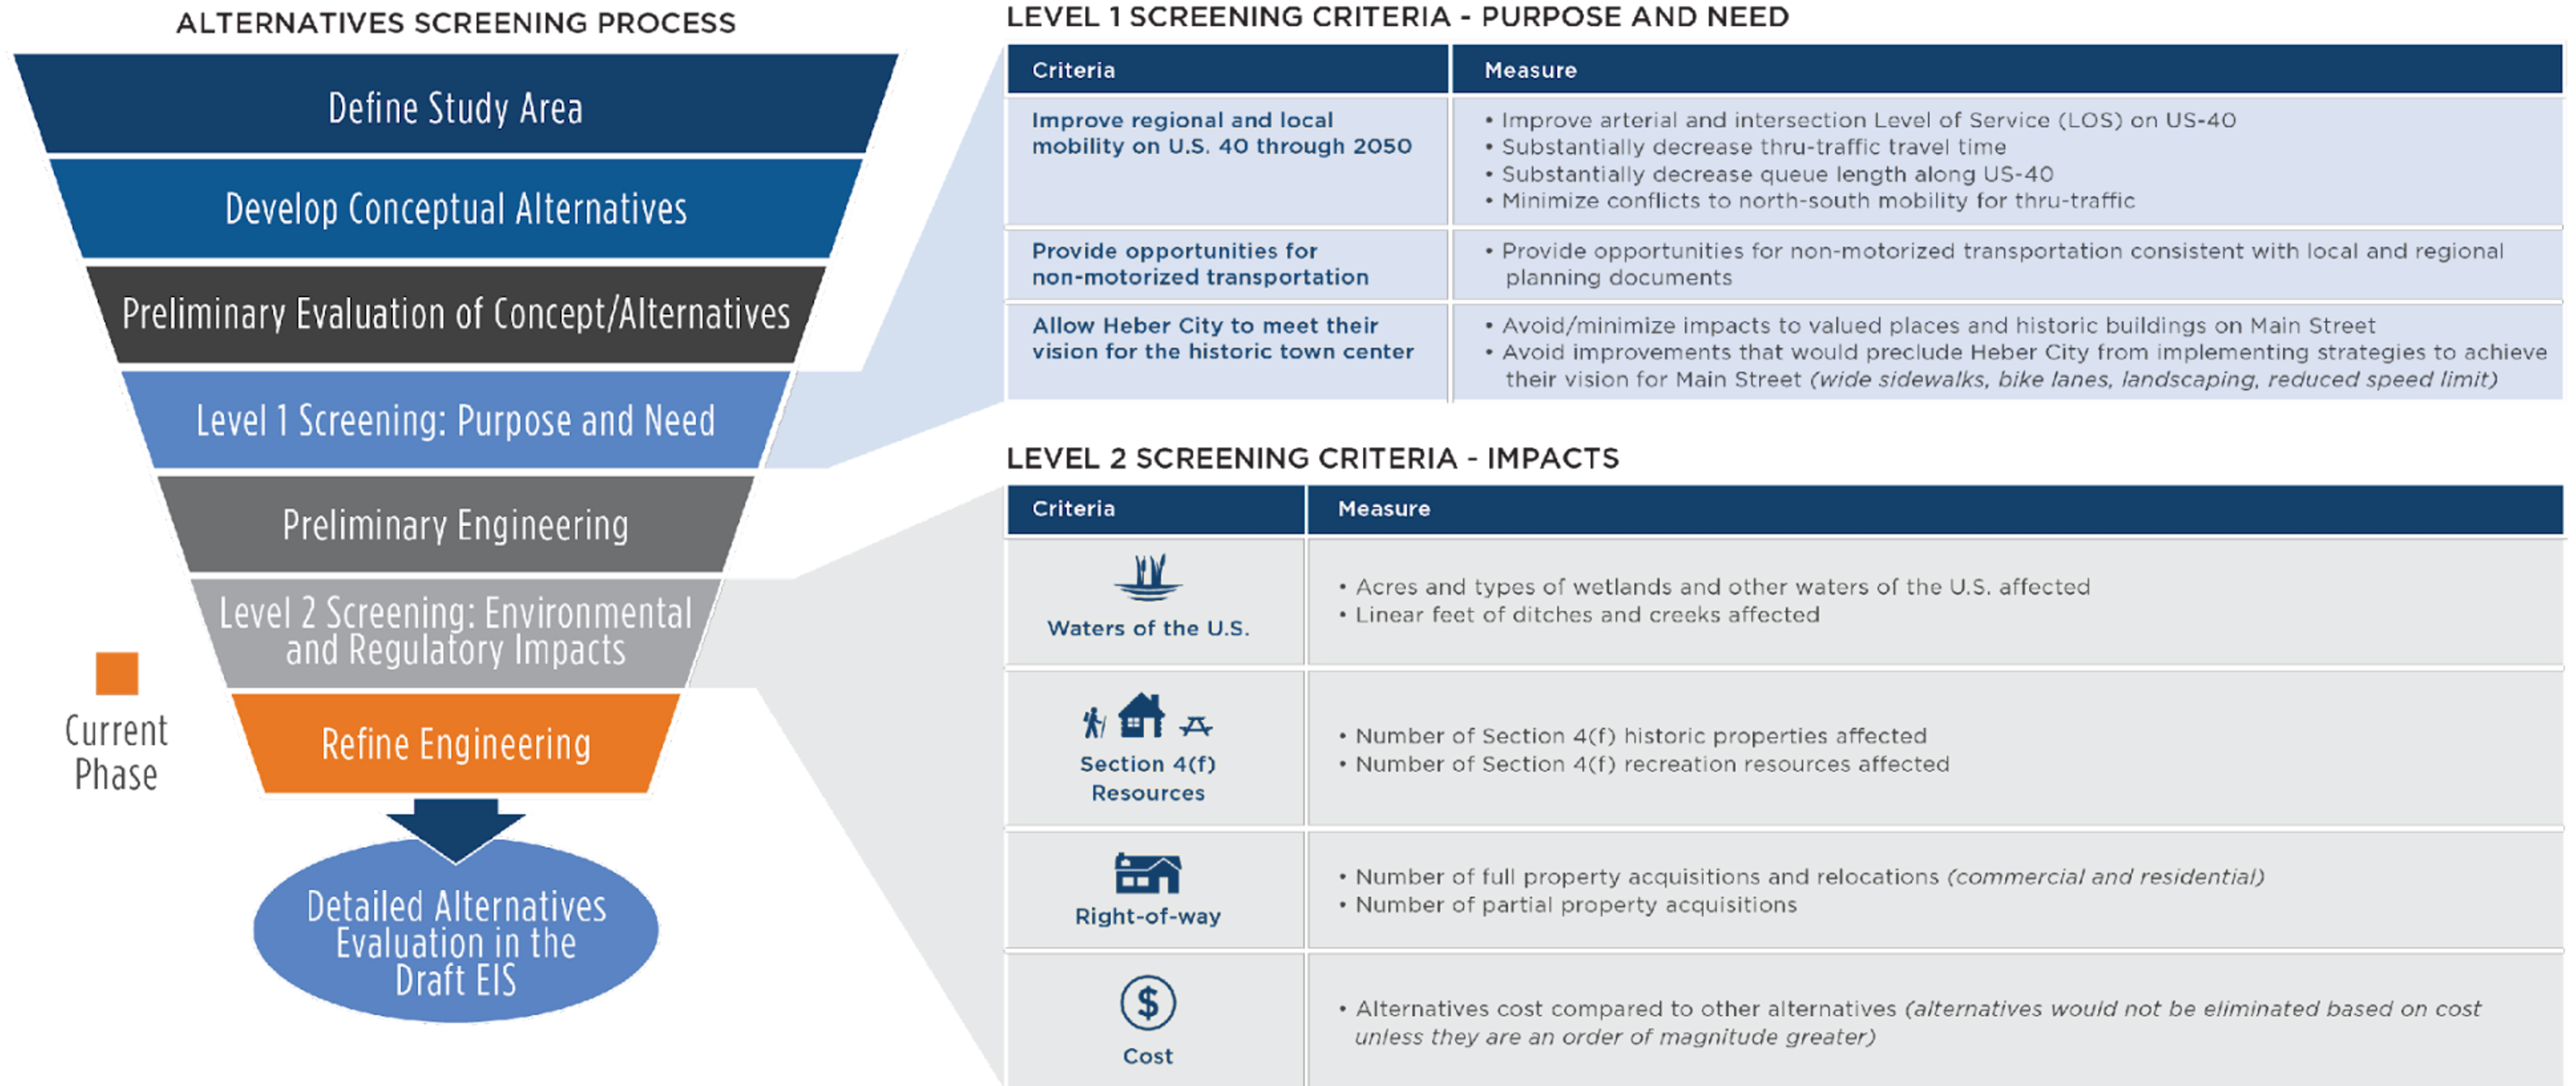 ALTERNATIVES SCREENING PROCESS
Define Study Area
Develop Conceptual Alternatives
Preliminary Evaluation of Concept/Alternatives
Level 1 Screening: Purpose and Need
Preliminary Engineering
Level 2 Screening: Environmental
and Regulatory Impacts
Current
Phase
Refine Engineering
Detailed Alternatives
Evaluation in the
Draft EIS
LEVEL 1 SCREENING CRITERIA - PURPOSE AND NEED
Criteria
Measure
Improve regional and local
mobility on U.S. 40 through 2050
• Improve arterial and intersection Level of Service (LOS) on US-40
• Substantially decrease thru-traffic travel time
• Substantially decrease queue length along US-40
• Minimize conflicts to north-south mobility for thru-traffic
Provide opportunities for
non-motorized transportation
• Provide opportunities for non-motorized transportation consistent with local and regional
planning documents
Allow Heber City to meet their
vision for the historic town center
• Avoid/minimize impacts to valued places and historic buildings on Main Street
• Avoid improvements that would preclude Heber City from implementing strategies to achieve
their vision for Main Street (wide sidewalks, bike lanes, landscaping, reduced speed limit)
LEVEL 2 SCREENING CRITERIA - IMPACTS
Criteria
Measure
Waters of the U.S.
• Acres and types of wetlands and other waters of the U.S. affected
• Linear feet of ditches and creeks affected
Section 4(f)
Resources
• Number of Section 4(f) historic properties affected
• Number of Section 4(f) recreation resources affected
Right-of-way
• Number of full property acquisitions and relocations (commercial and residential)
• Number of partial property acquisitions
$
Cost
• Alternatives cost compared to other alternatives (alternatives would not be eliminated based on cost
unless they are an order of magnitude greater)